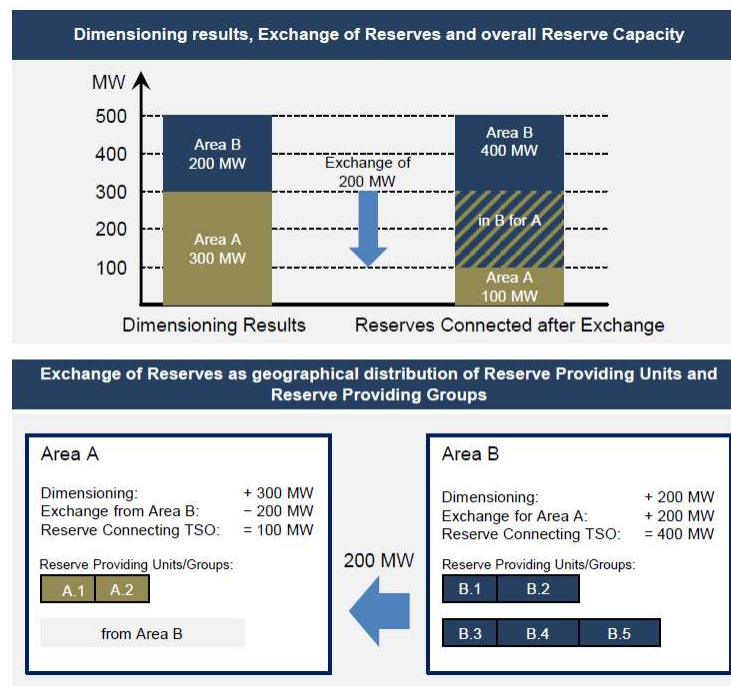 Dimensioning results, Exchange of Reserves and overall Reserve Capacity
MW
500
400
300
200
100
Area B
200 MW
Area A
300 MW
Exchange of
200 MW
Area B
400 MW
in B for A
Area A
100 MW
Dimensioning Results
Reserves Connected after Exchange
Exchange of Reserves as geographical distribution of Reserve Providing Units and
Reserve Providing Groups
Area A
Dimensioning: + 300 MW
Exchange from Area B: − 200 MW
Reserve Connecting TSO: = 100 MW
Reserve Providing Units/Groups:
A.1 A.2
from Area B
200 MW
Area B
Dimensioning: + 200 MW
Exchange for Area A: + 200 MW
Reserve Connecting TSO: = 400 MW
Reserve Providing Units/Groups:
B.1 B.2
B.3 B.4 B.5